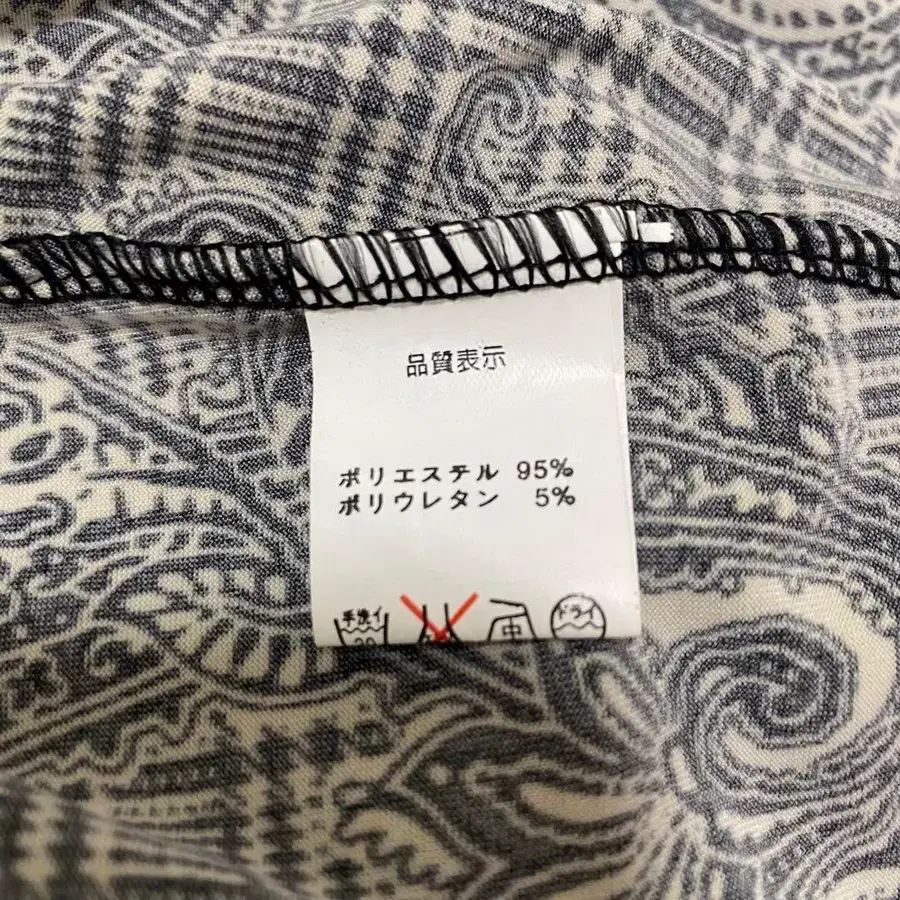 品質表示
ポリエステル 95%
ポリウレタン 5%
手洗イ 中 ドライ